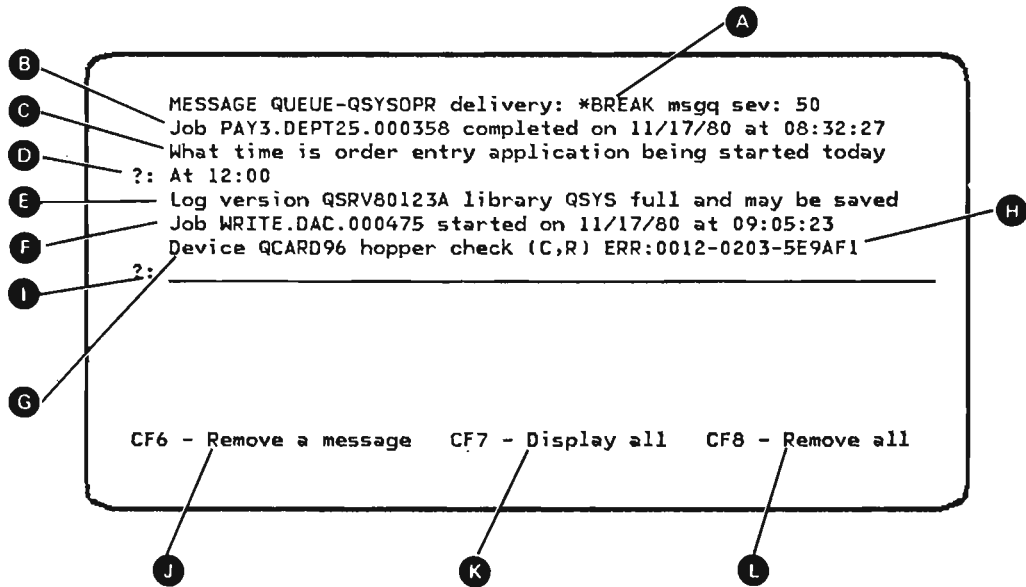 A
B
MESSAGE QUEUE-QSYSOPR delivery: *BREAK msgq sev: 50
C
Job PAY3.DEPT25.000358 completed on 11/17/80 at 08:32:27
What time is order entry application being started today
D
?: At 12:00
E
Log version QSRV80123A library QSYS full and may be saved
H
F
Job WRITE.DAC.000475 started on 11/17/80 at 09:05:23
Device QCARD96 hopper check (C,R) ERR:0012-0203-5E9AF1
I
?:
G
CF6 - Remove a message CF7 - Display all CF8 - Remove all
J
K
L